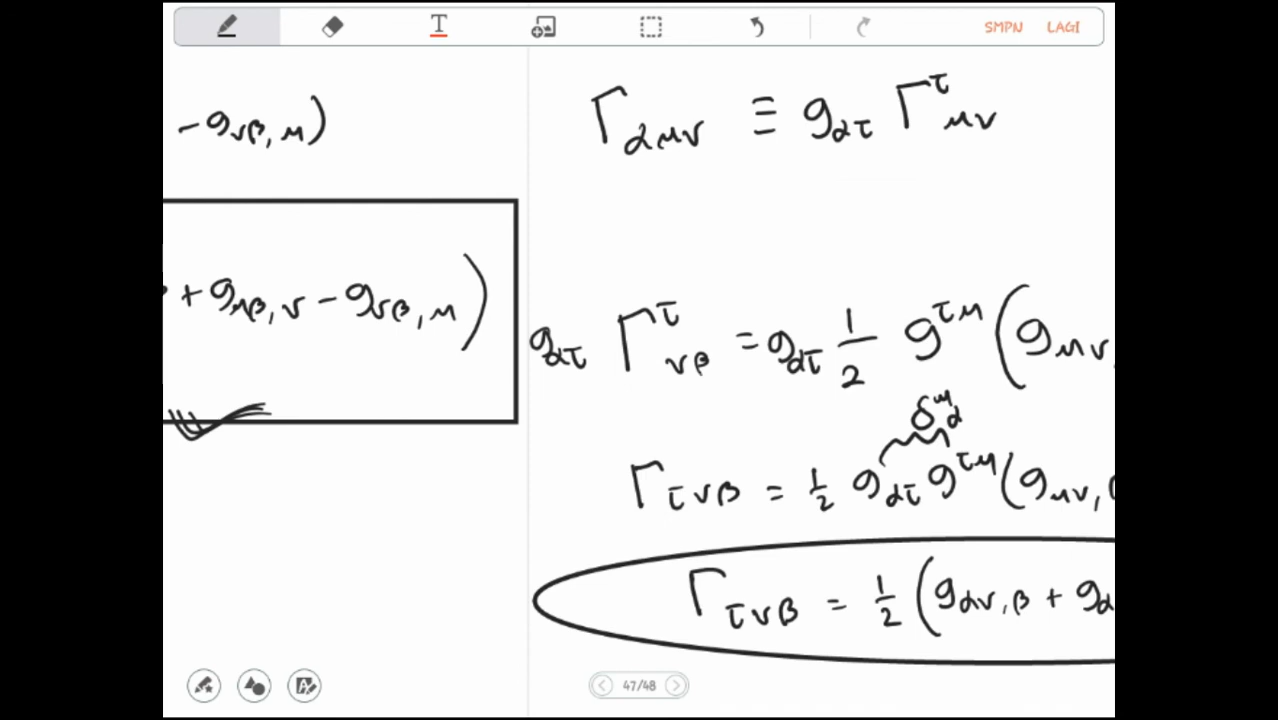 T SMPN LAGI
- g_{νβ,μ})
+ g_{μβ,ν} - g_{νβ,μ})
Γ_{αμν} ≡ g_{ατ} Γ^τ_{μν}
g_{ατ} Γ^τ_{νβ} = g_{ατ} 1/2 g^{τμ} (g_{μν,
δ^μ_α
Γ_{τνβ} = 1/2 g_{ατ} g^{τμ} (g_{μν,
Γ_{τνβ} = 1/2 (g_{αν,β} + g_α
47/48